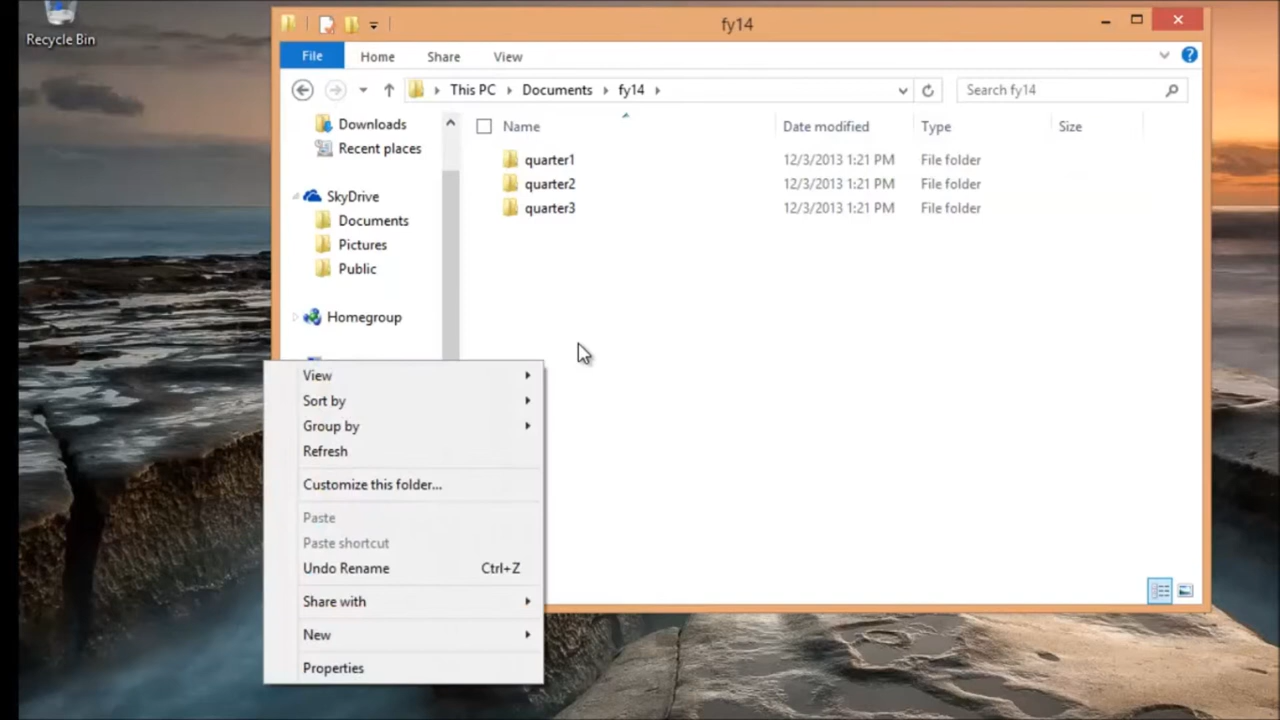 Recycle Bin
fy14
File Home Share View
This PC Documents fy14
Search fy14
Downloads
Recent places
SkyDrive
Documents
Pictures
Public
Homegroup
Name Date modified Type Size
quarter1 12/3/2013 1:21 PM File folder
quarter2 12/3/2013 1:21 PM File folder
quarter3 12/3/2013 1:21 PM File folder
View
Sort by
Group by
Refresh
Customize this folder...
Paste
Paste shortcut
Undo Rename Ctrl+Z
Share with
New
Properties